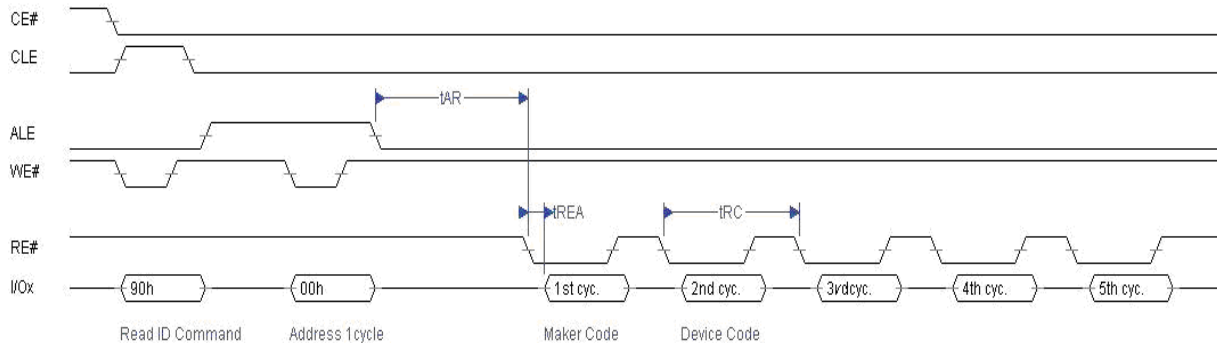 CE#
CLE
tAR
ALE
WE#
tREA
tRC
RE#
I/Ox
90h
00h
1st cyc.
2nd cyc.
3rdcyc.
4th cyc.
5th cyc.
Read ID Command
Address 1cycle
Maker Code
Device Code